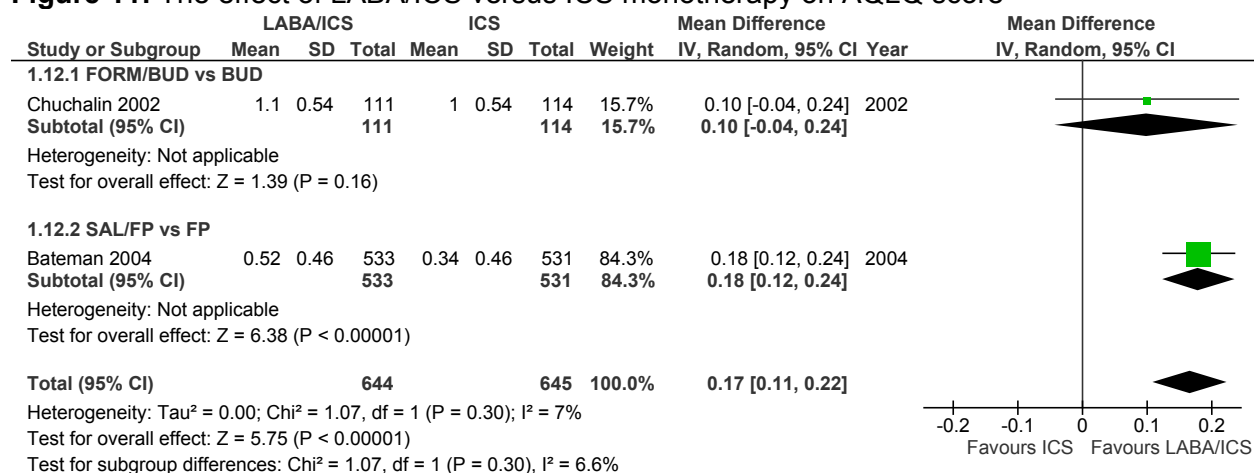 Figure 11: The effect of LABA/ICS versus ICS monotherapy on AQLQ score
LABA/ICS ICS Mean Difference Mean Difference
Study or Subgroup Mean SD Total Mean SD Total Weight IV, Random, 95% CI Year IV, Random, 95% CI
1.12.1 FORM/BUD vs BUD
Chuchalin 2002 1.1 0.54 111 1 0.54 114 15.7% 0.10 [-0.04, 0.24] 2002
Subtotal (95% CI) 111 114 15.7% 0.10 [-0.04, 0.24]
Heterogeneity: Not applicable
Test for overall effect: Z = 1.39 (P = 0.16)
1.12.2 SAL/FP vs FP
Bateman 2004 0.52 0.46 533 0.34 0.46 531 84.3% 0.18 [0.12, 0.24] 2004
Subtotal (95% CI) 533 531 84.3% 0.18 [0.12, 0.24]
Heterogeneity: Not applicable
Test for overall effect: Z = 6.38 (P < 0.00001)
Total (95% CI) 644 645 100.0% 0.17 [0.11, 0.22]
Heterogeneity: Tau² = 0.00; Chi² = 1.07, df = 1 (P = 0.30); I² = 7%
Test for overall effect: Z = 5.75 (P < 0.00001)
Test for subgroup differences: Chi² = 1.07, df = 1 (P = 0.30), I² = 6.6%
-0.2 -0.1 0 0.1 0.2
Favours ICS Favours LABA/ICS